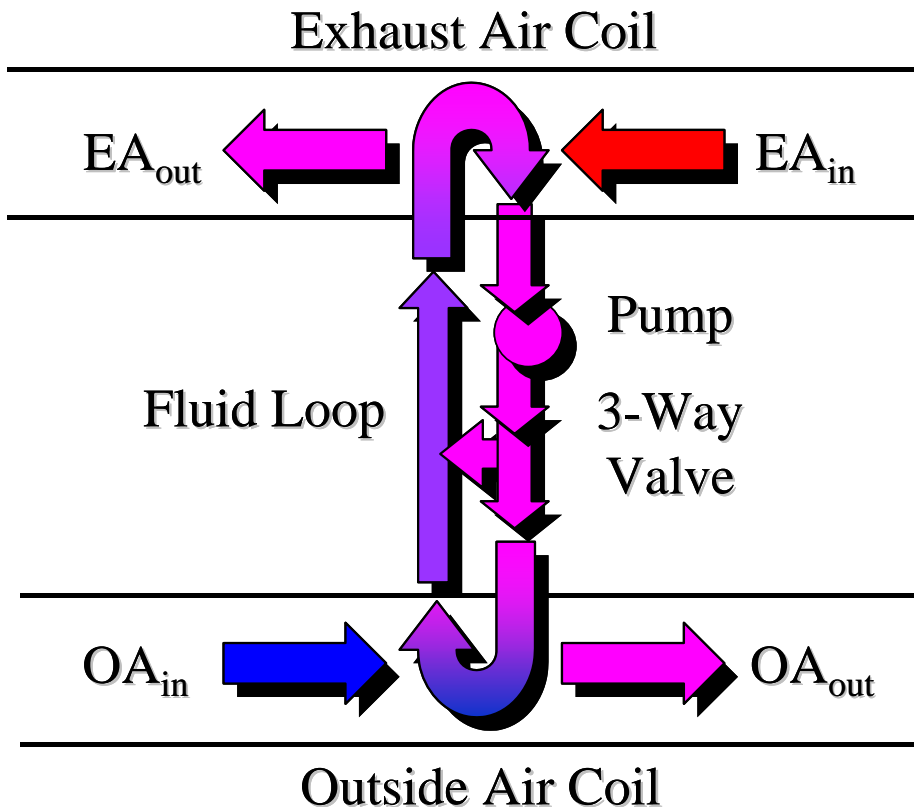 Exhaust Air Coil
EAout
EAin
Pump
Fluid Loop
3-Way
Valve
OAin
OAout
Outside Air Coil